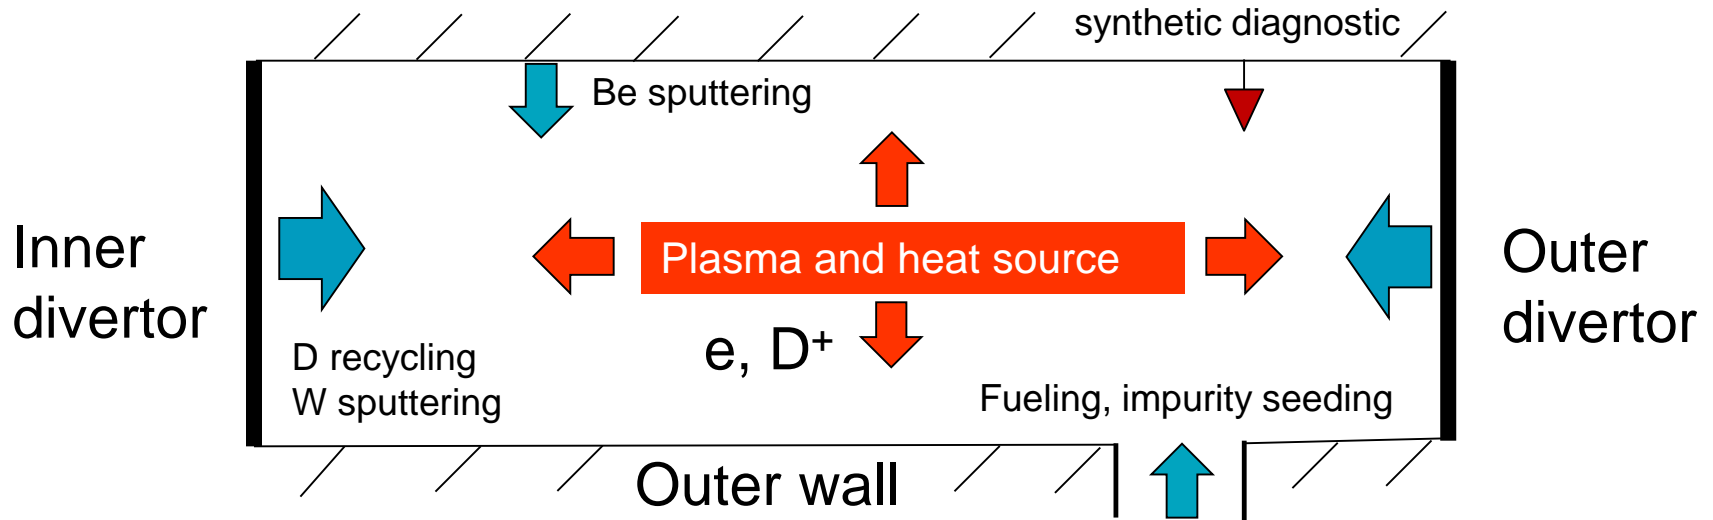 synthetic diagnostic
Be sputtering
Inner
divertor
Plasma and heat source
Outer
divertor
e, D⁺
D recycling
W sputtering
Fueling, impurity seeding
Outer wall